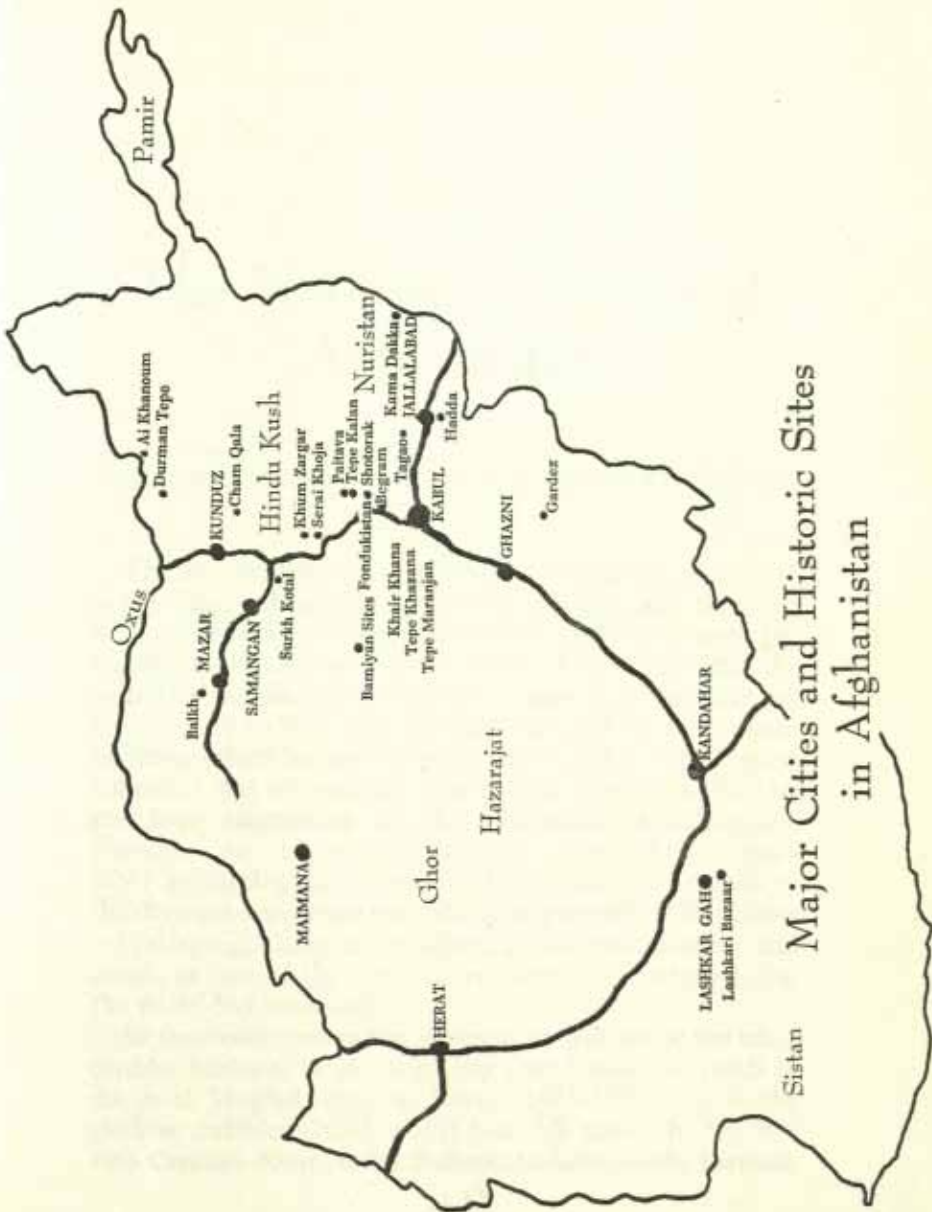 Pamir
Oxus
Ai Khanoum
Durman Tepo
KUNDUZ
Cham Qala
MAZAR
Balkh
SAMANGAN
Surkh Kotal
Hindu Kush
Khum Zargar
Serai Khoja
Nuristan
Paitava
Tepe Kalan
Bamiyan Sites
Fondukistan
Shotorak
Begram
Kama Dakka
JALLALABAD
Tagao
Hadda
Khair Khana
Tepe Khazana
Tepe Maranjan
KABUL
MAIMANA
Ghor
Hazarajat
GHAZNI
Gardez
HERAT
KANDAHAR
LASHKAR GAH
Lashkari Bazaar
Sistan
Major Cities and Historic Sites
in Afghanistan